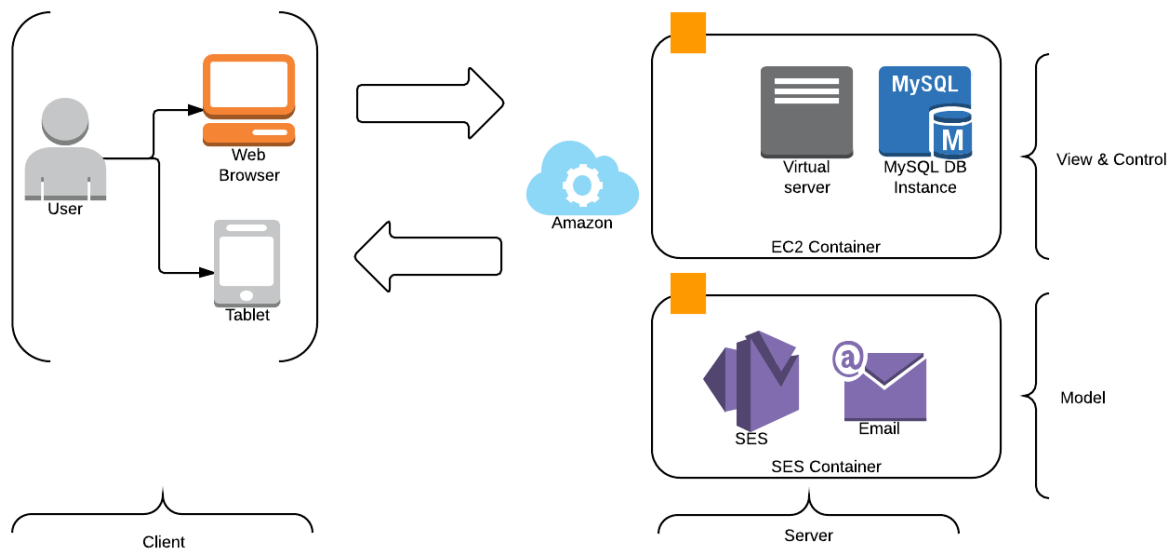 User
Web
Browser
Tablet
Amazon
MySQL
M
Virtual
server
MySQL DB
Instance
EC2 Container
View & Control
@
SES
Email
SES Container
Model
Client
Server